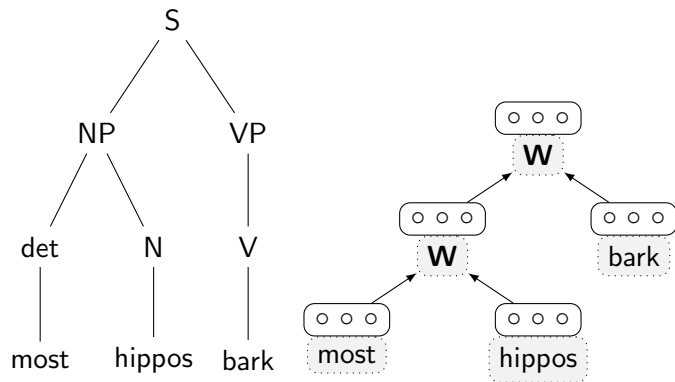 S
NP VP
det N V
most hippos bark
W
W bark
most hippos